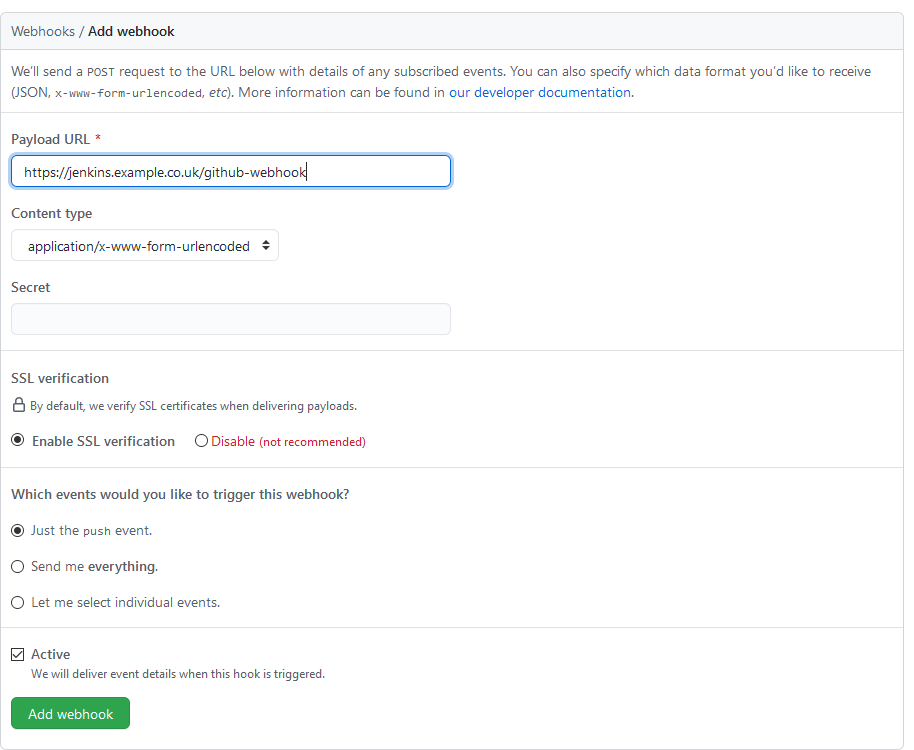 Webhooks / Add webhook
We'll send a POST request to the URL below with details of any subscribed events. You can also specify which data format you'd like to receive
(JSON, x-www-form-urlencoded, etc). More information can be found in our developer documentation.
Payload URL *
https://jenkins.example.co.uk/github-webhook
Content type
application/x-www-form-urlencoded
Secret
SSL verification
By default, we verify SSL certificates when delivering payloads.
Enable SSL verification Disable (not recommended)
Which events would you like to trigger this webhook?
Just the push event.
Send me everything.
Let me select individual events.
Active
We will deliver event details when this hook is triggered.
Add webhook